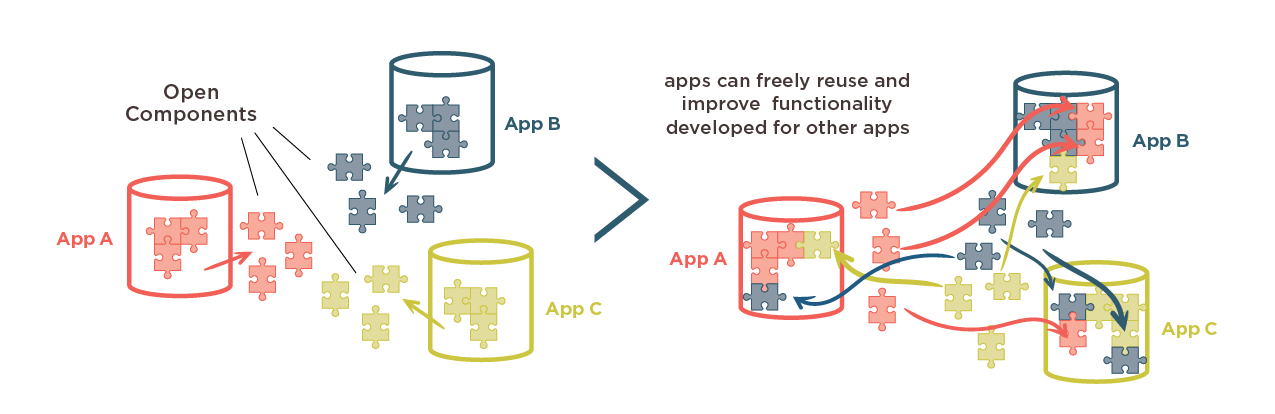 Open
Components
App B
App A
App C
apps can freely reuse and
improve functionality
developed for other apps
App B
App A
App C